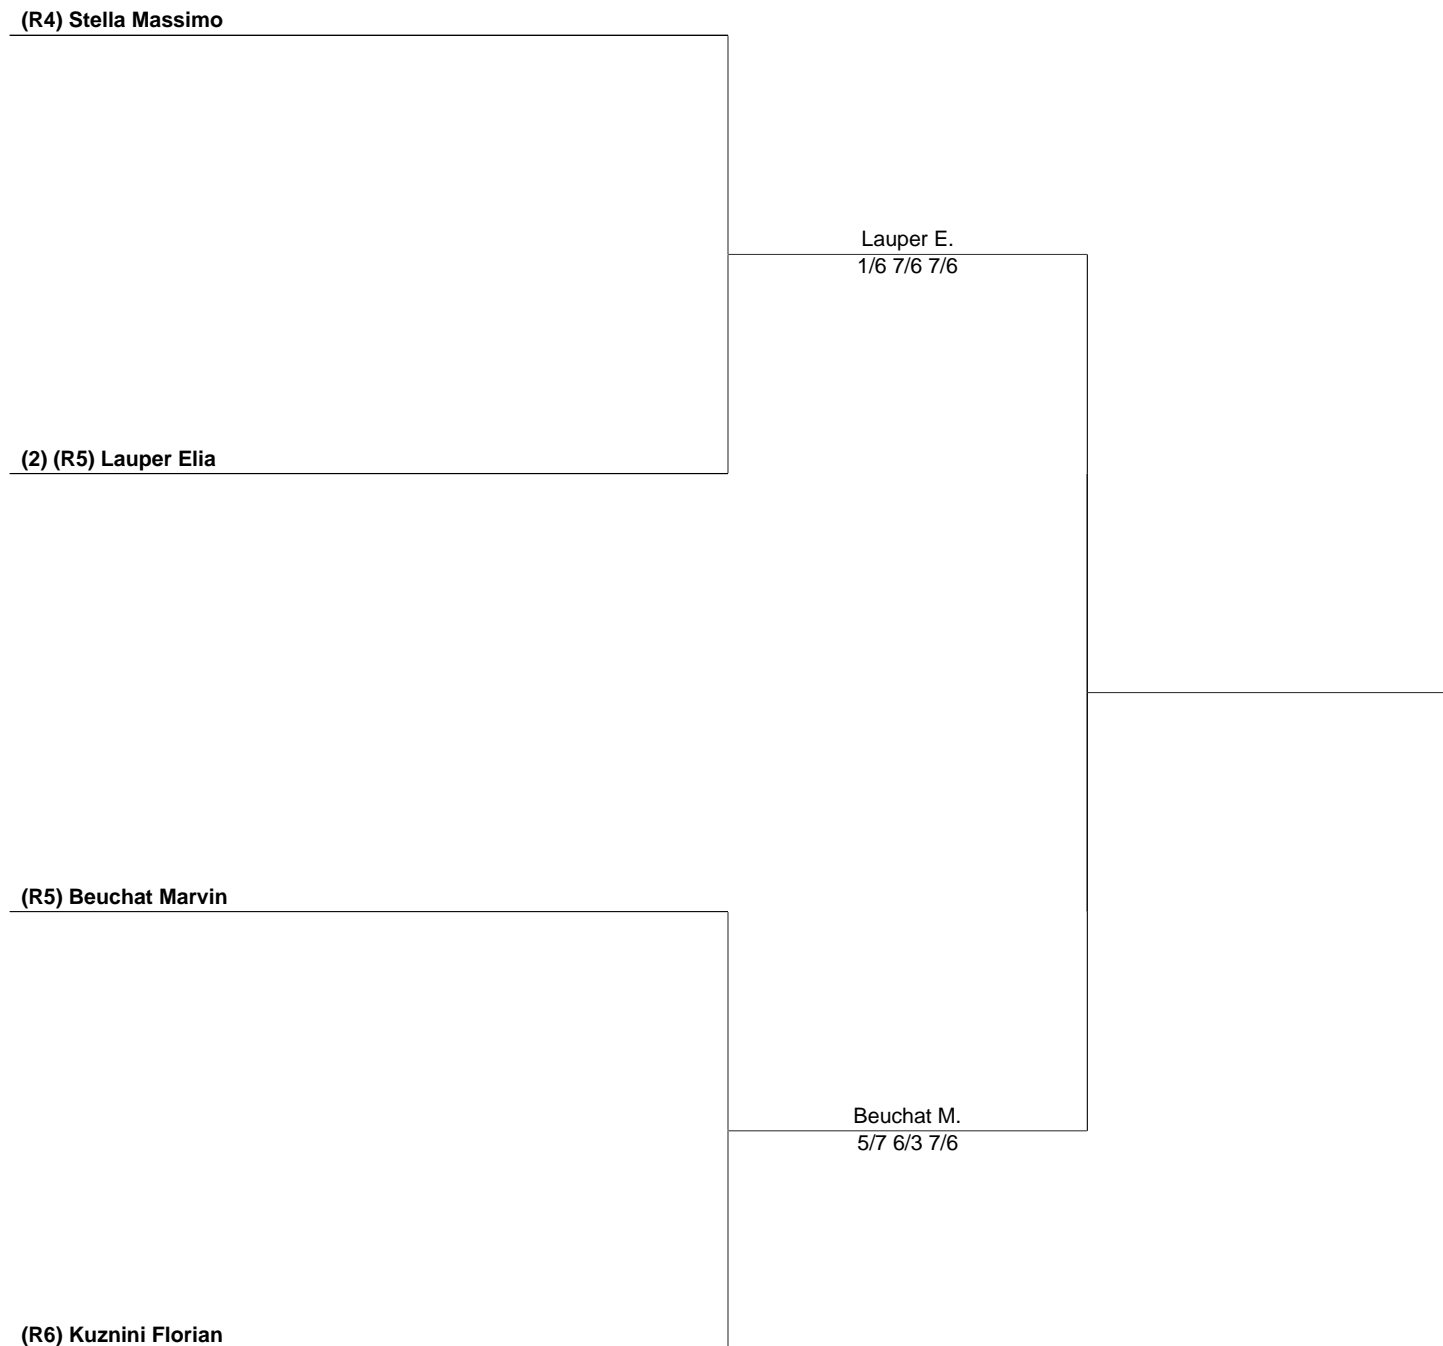 (R4) Stella Massimo
Lauper E.
1/6 7/6 7/6
(2) (R5) Lauper Elia
(R5) Beuchat Marvin
Beuchat M.
5/7 6/3 7/6
(R6) Kuznini Florian